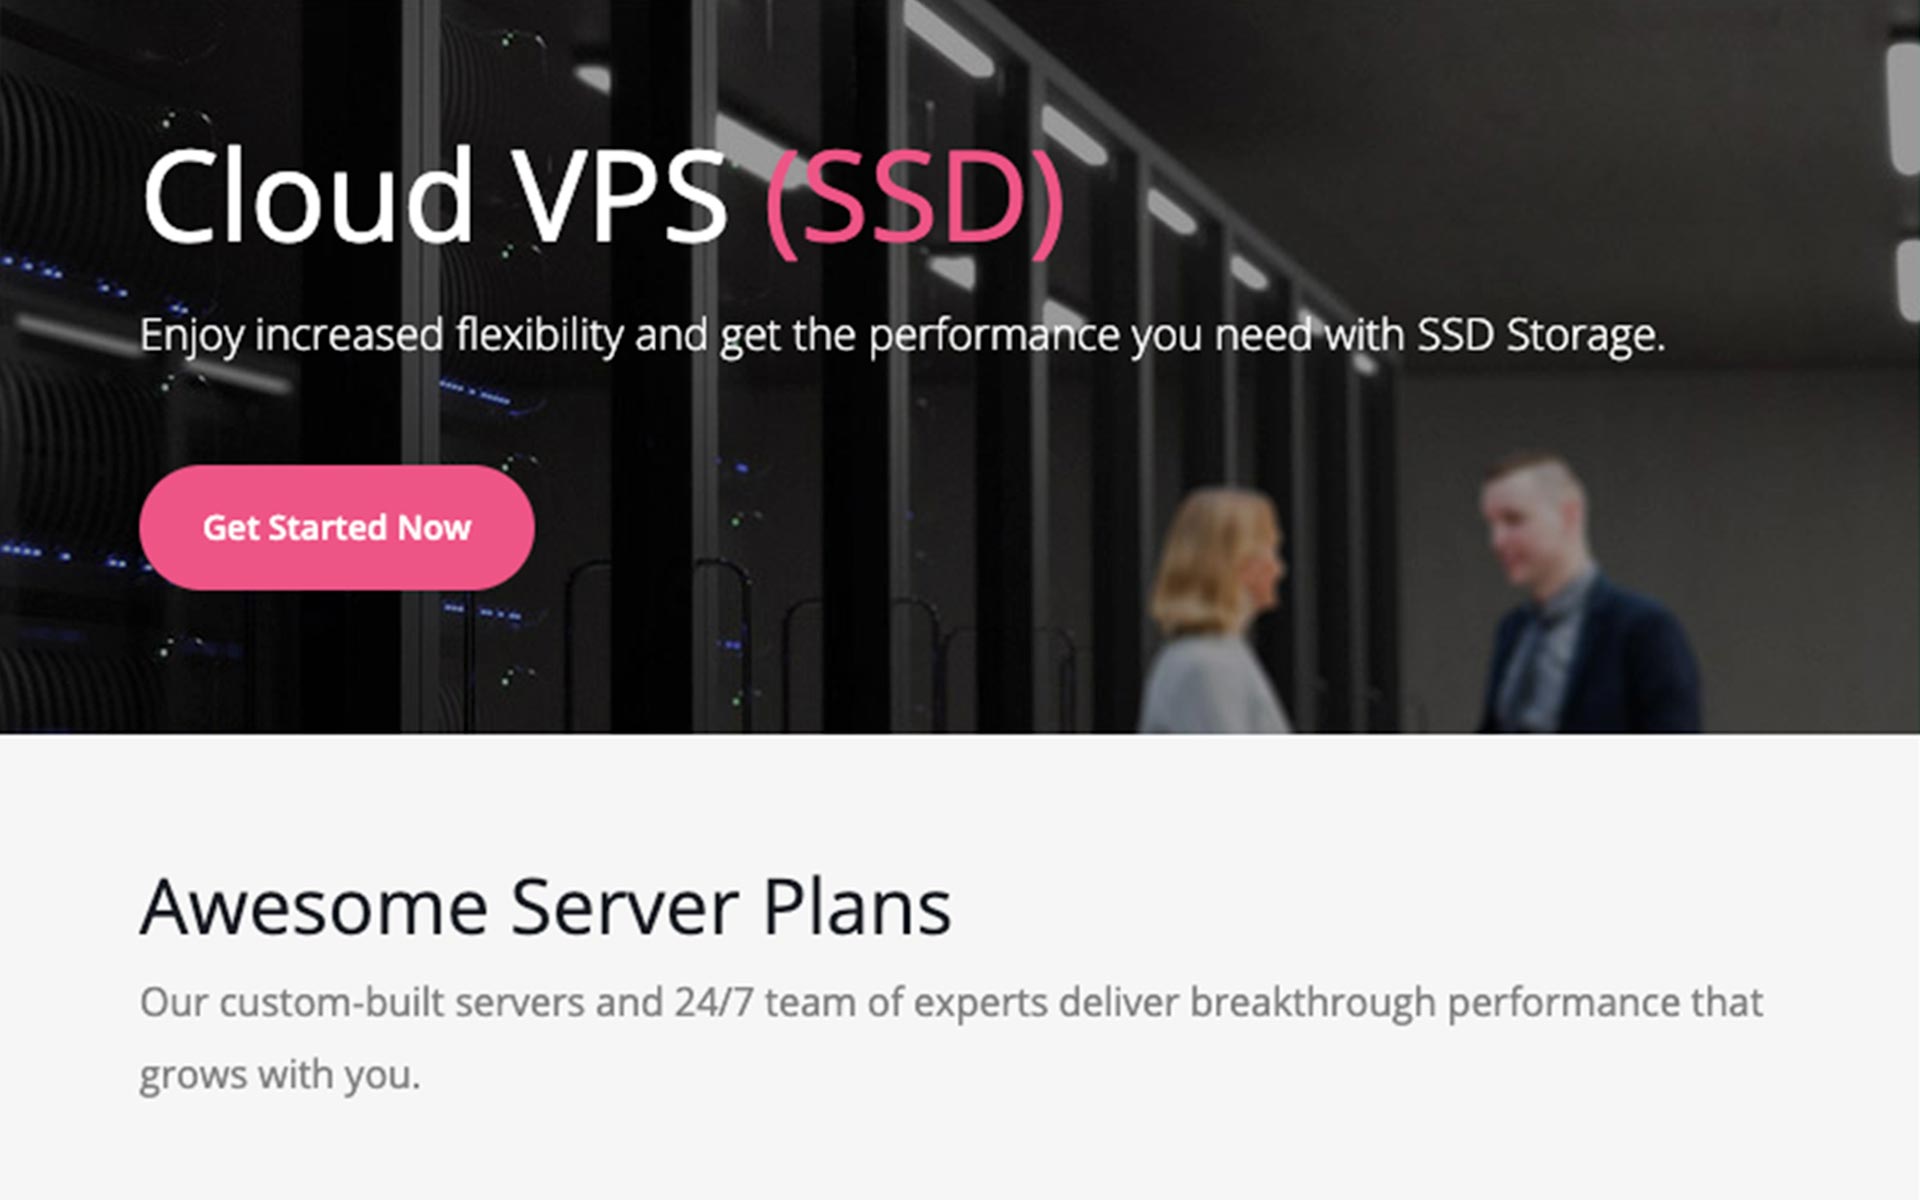 Cloud VPS (SSD)
Enjoy increased flexibility and get the performance you need with SSD Storage.
Get Started Now
Awesome Server Plans
Our custom-built servers and 24/7 team of experts deliver breakthrough performance that
grows with you.